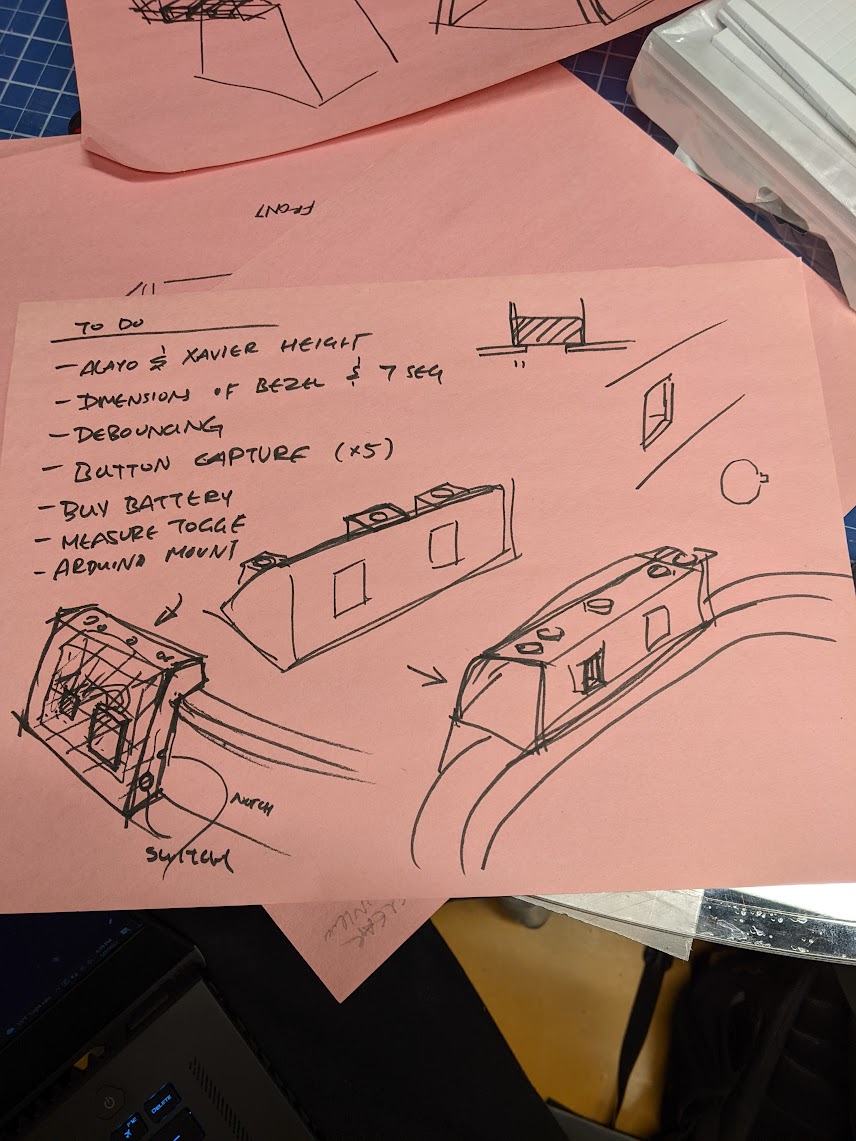 FRONT
TO DO
- ALAYO & XAVIER HEIGHT
- DIMENSIONS OF BEZEL & 7 SEG
- DEBOUNCING
- BUTTON CAPTURE (x5)
- BUY BATTERY
- MEASURE TOGGE
- ARDUINO MOUNT
NOTCH
SWITCH
DELETE